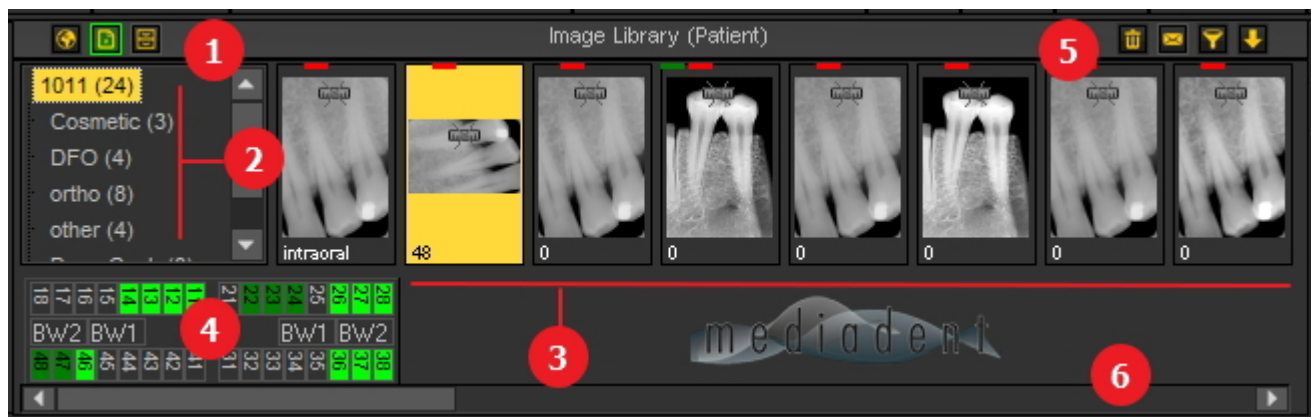 Image Library (Patient)
1
5
1011 (24)
Cosmetic (3)
DFO (4)
ortho (8)
other (4)
2
intraoral
48
0
0
0
0
0
0
18 17 16 15 14 13 12 11 21 22 23 24 25 26 27 28
BW2 BW1 BW1 BW2
48 47 46 45 44 43 42 41 31 32 33 34 35 36 37 38
4
3
mediadent
6